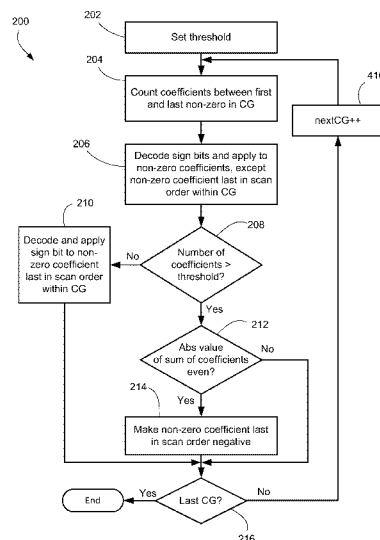 200
202
Set threshold
204
Count coefficients between first
and last non-zero in CG
410
nextCG++
206
Decode sign bits and apply to
non-zero coefficients, except
non-zero coefficient last in scan
order within CG
210
Decode and apply
sign bit to non-
zero coefficient
last in scan order
within CG
208
No
Number of
coefficients >
threshold?
Yes
212
Abs value
of sum of coefficients
even?
No
Yes
214
Make non-zero coefficient last
in scan order negative
End
Yes
Last CG?
No
216